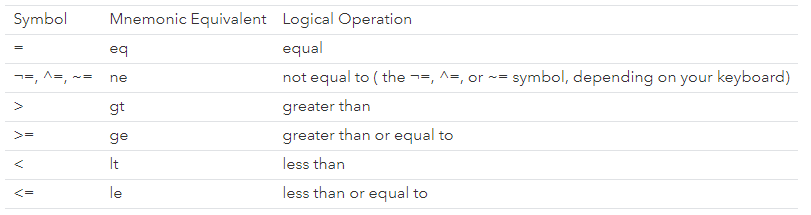 Symbol Mnemonic Equivalent Logical Operation
= eq equal
¬=, ^=, ~= ne not equal to ( the ¬=, ^=, or ~= symbol, depending on your keyboard)
> gt greater than
>= ge greater than or equal to
< lt less than
<= le less than or equal to